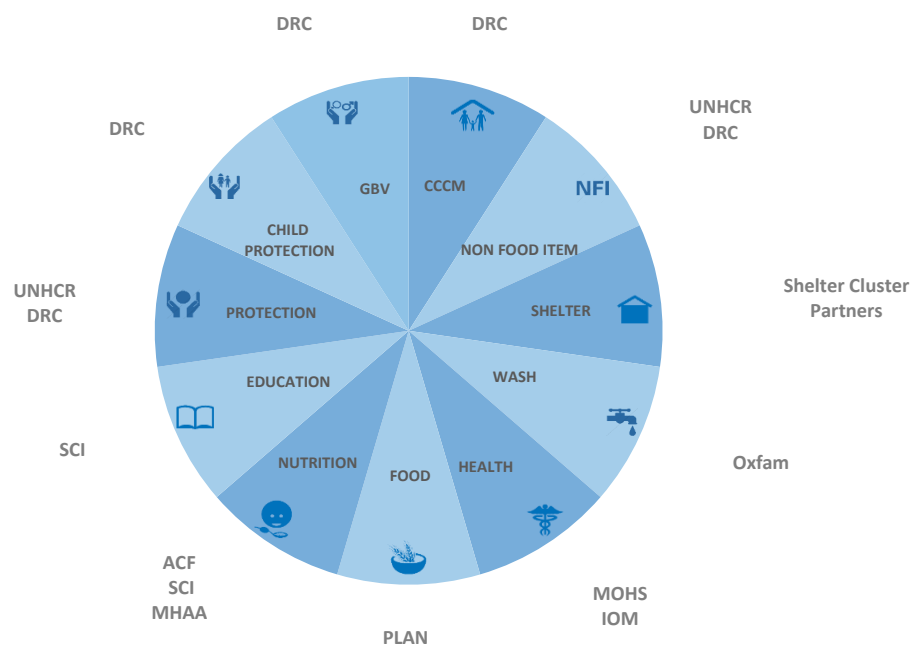 DRC
DRC
UNHCR
DRC
DRC
GBV
CCCM
NFI
CHILD
PROTECTION
NON FOOD ITEM
UNHCR
DRC
PROTECTION
SHELTER
Shelter Cluster
Partners
EDUCATION
WASH
SCI
NUTRITION
FOOD
HEALTH
Oxfam
ACF
SCI
MHAA
PLAN
MOHS
IOM